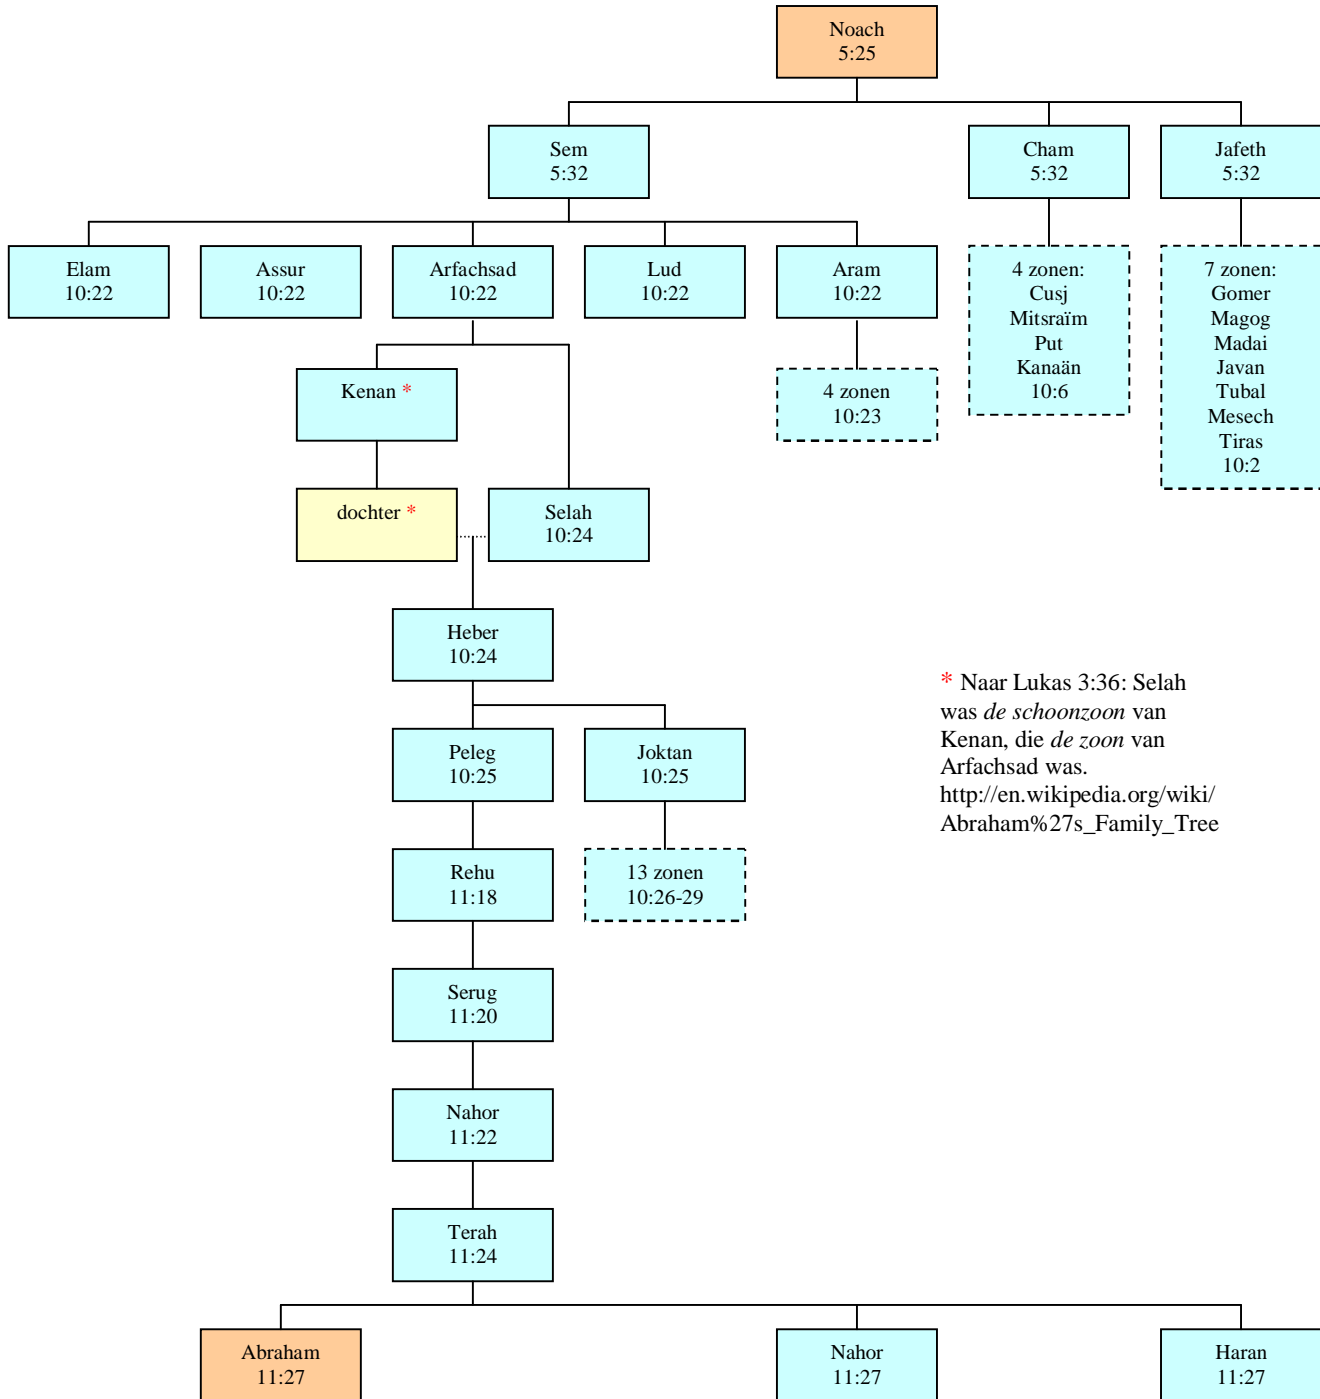 Noach
5:25
Sem
5:32
Cham
5:32
Jafeth
5:32
Elam
10:22
Assur
10:22
Arfachsad
10:22
Lud
10:22
Aram
10:22
4 zonen:
Cusj
Mitsraïm
Put
Kanaän
10:6
7 zonen:
Gomer
Magog
Madai
Javan
Tubal
Mesech
Tiras
10:2
Kenan *
4 zonen
10:23
dochter *
Selah
10:24
Heber
10:24
* Naar Lukas 3:36: Selah
was de schoonzoon van
Kenan, die de zoon van
Arfachsad was.
http://en.wikipedia.org/wiki/
Abraham%27s_Family_Tree
Peleg
10:25
Joktan
10:25
Rehu
11:18
13 zonen
10:26-29
Serug
11:20
Nahor
11:22
Terah
11:24
Abraham
11:27
Nahor
11:27
Haran
11:27